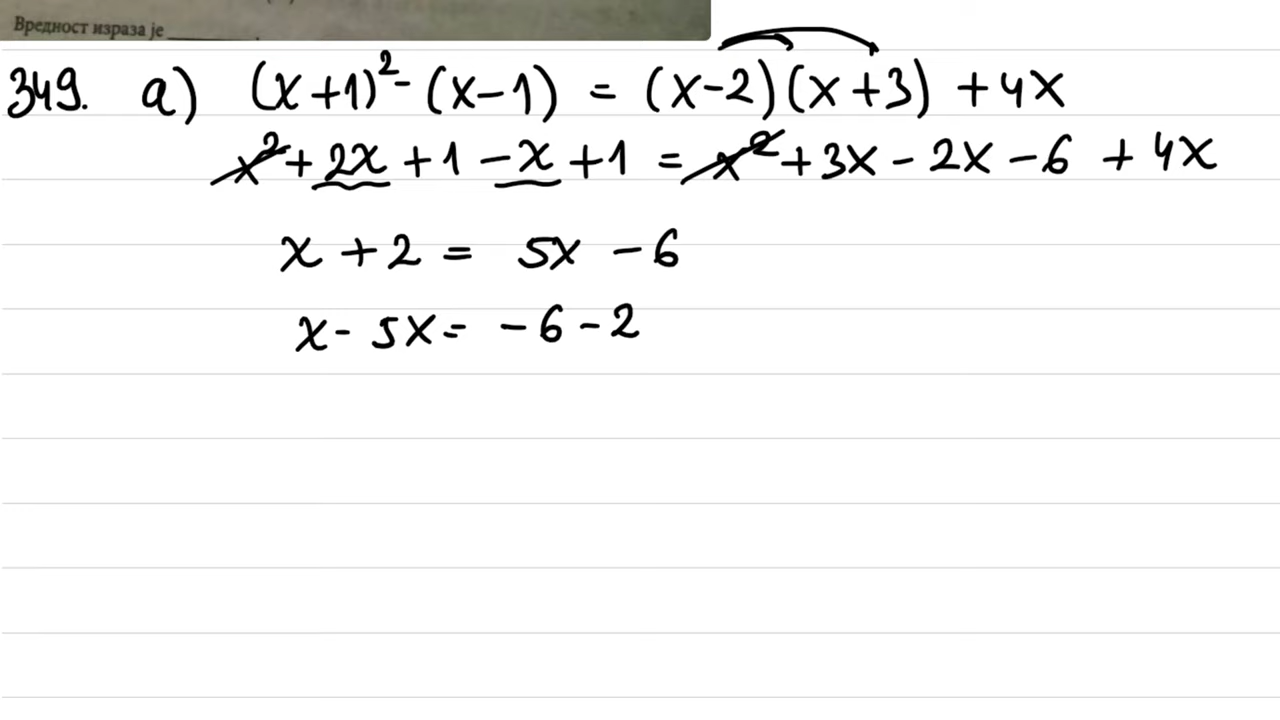 Вредност израза је ________.
349. a) (x+1)²-(x-1) = (x-2)(x+3) +4x
x²+2x+1-x+1 = x²+3x-2x-6+4x
x+2 = 5x-6
x-5x= -6-2